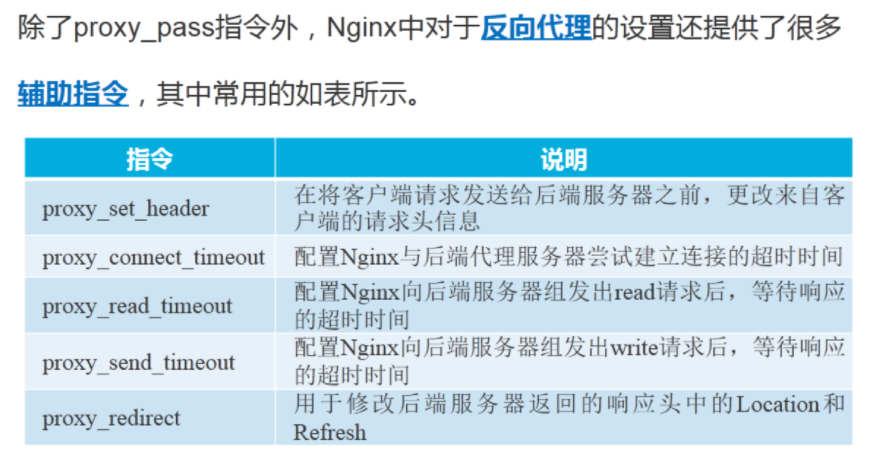 除了proxy_pass指令外，Nginx中对于反向代理的设置还提供了很多
辅助指令，其中常用的如表所示。
指令
说明
proxy_set_header
在将客户端请求发送给后端服务器之前，更改来自客
户端的请求头信息
proxy_connect_timeout
配置Nginx与后端代理服务器尝试建立连接的超时时间
proxy_read_timeout
配置Nginx向后端服务器组发出read请求后，等待响应
的超时时间
proxy_send_timeout
配置Nginx向后端服务器组发出write请求后，等待响应
的超时时间
proxy_redirect
用于修改后端服务器返回的响应头中的Location和
Refresh